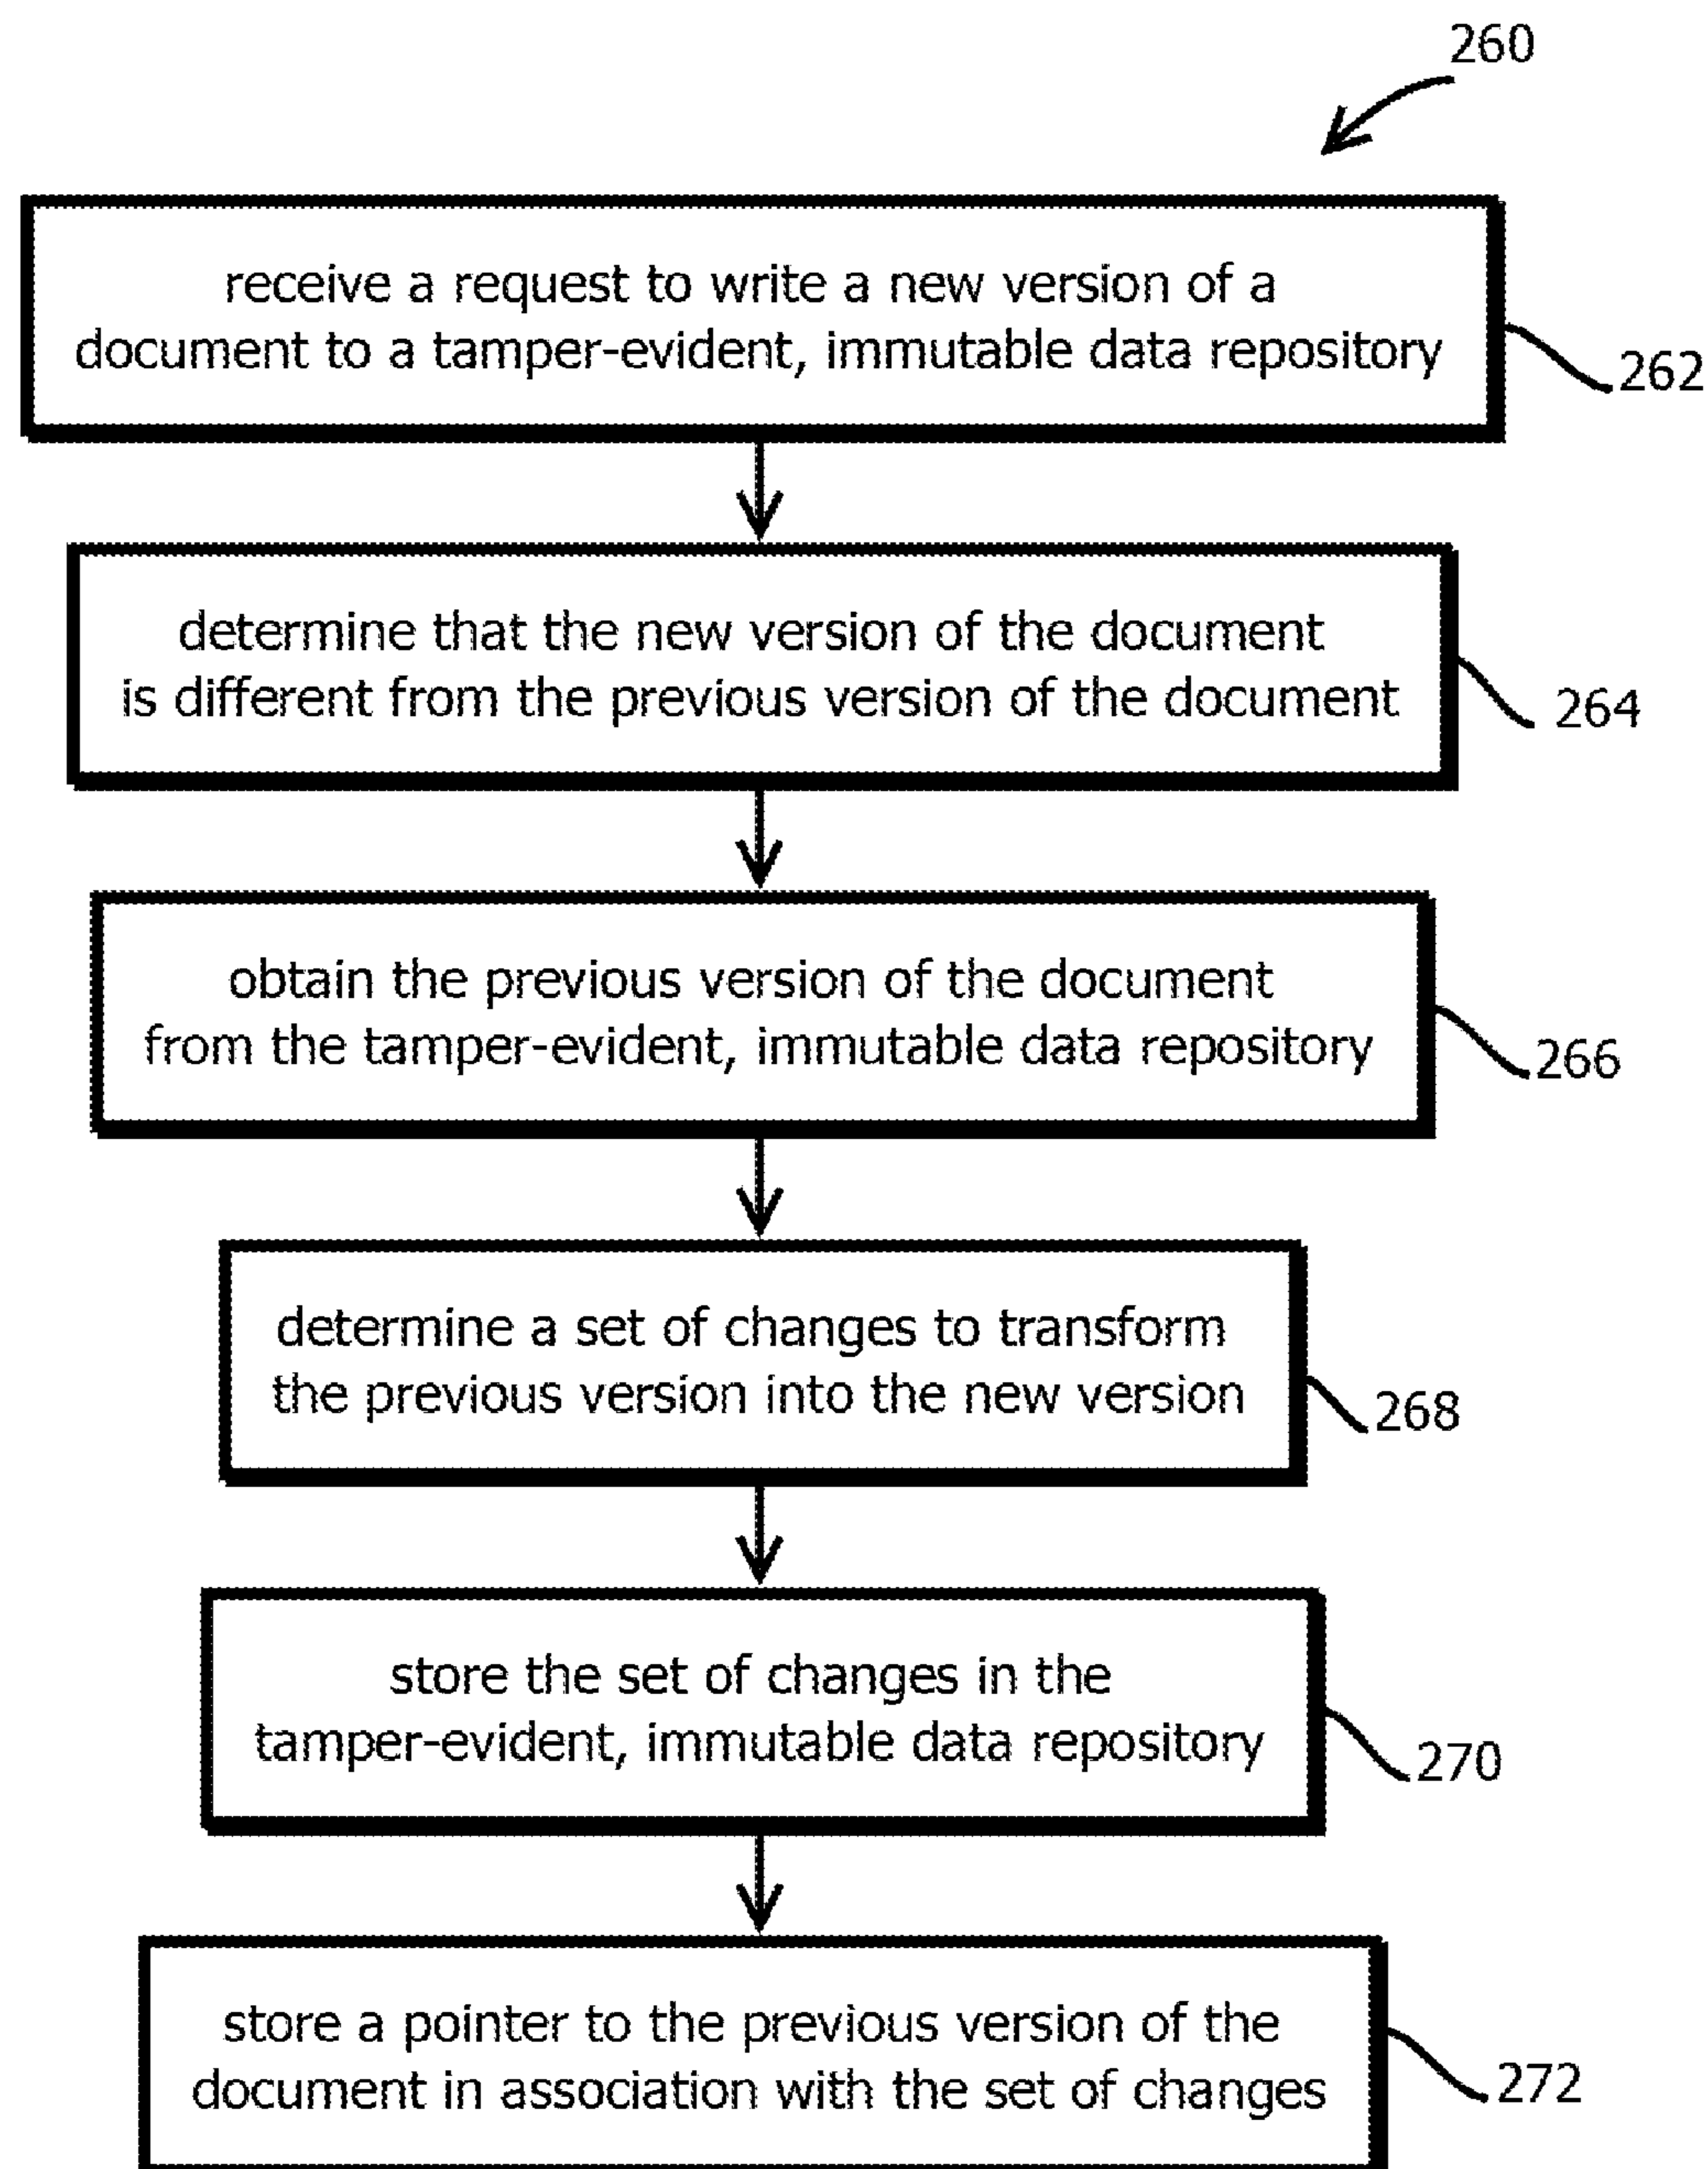 260
receive a request to write a new version of a
document to a tamper-evident, immutable data repository
262
determine that the new version of the document
is different from the previous version of the document
264
obtain the previous version of the document
from the tamper-evident, immutable data repository
266
determine a set of changes to transform
the previous version into the new version
268
store the set of changes in the
tamper-evident, immutable data repository
270
store a pointer to the previous version of the
document in association with the set of changes
272